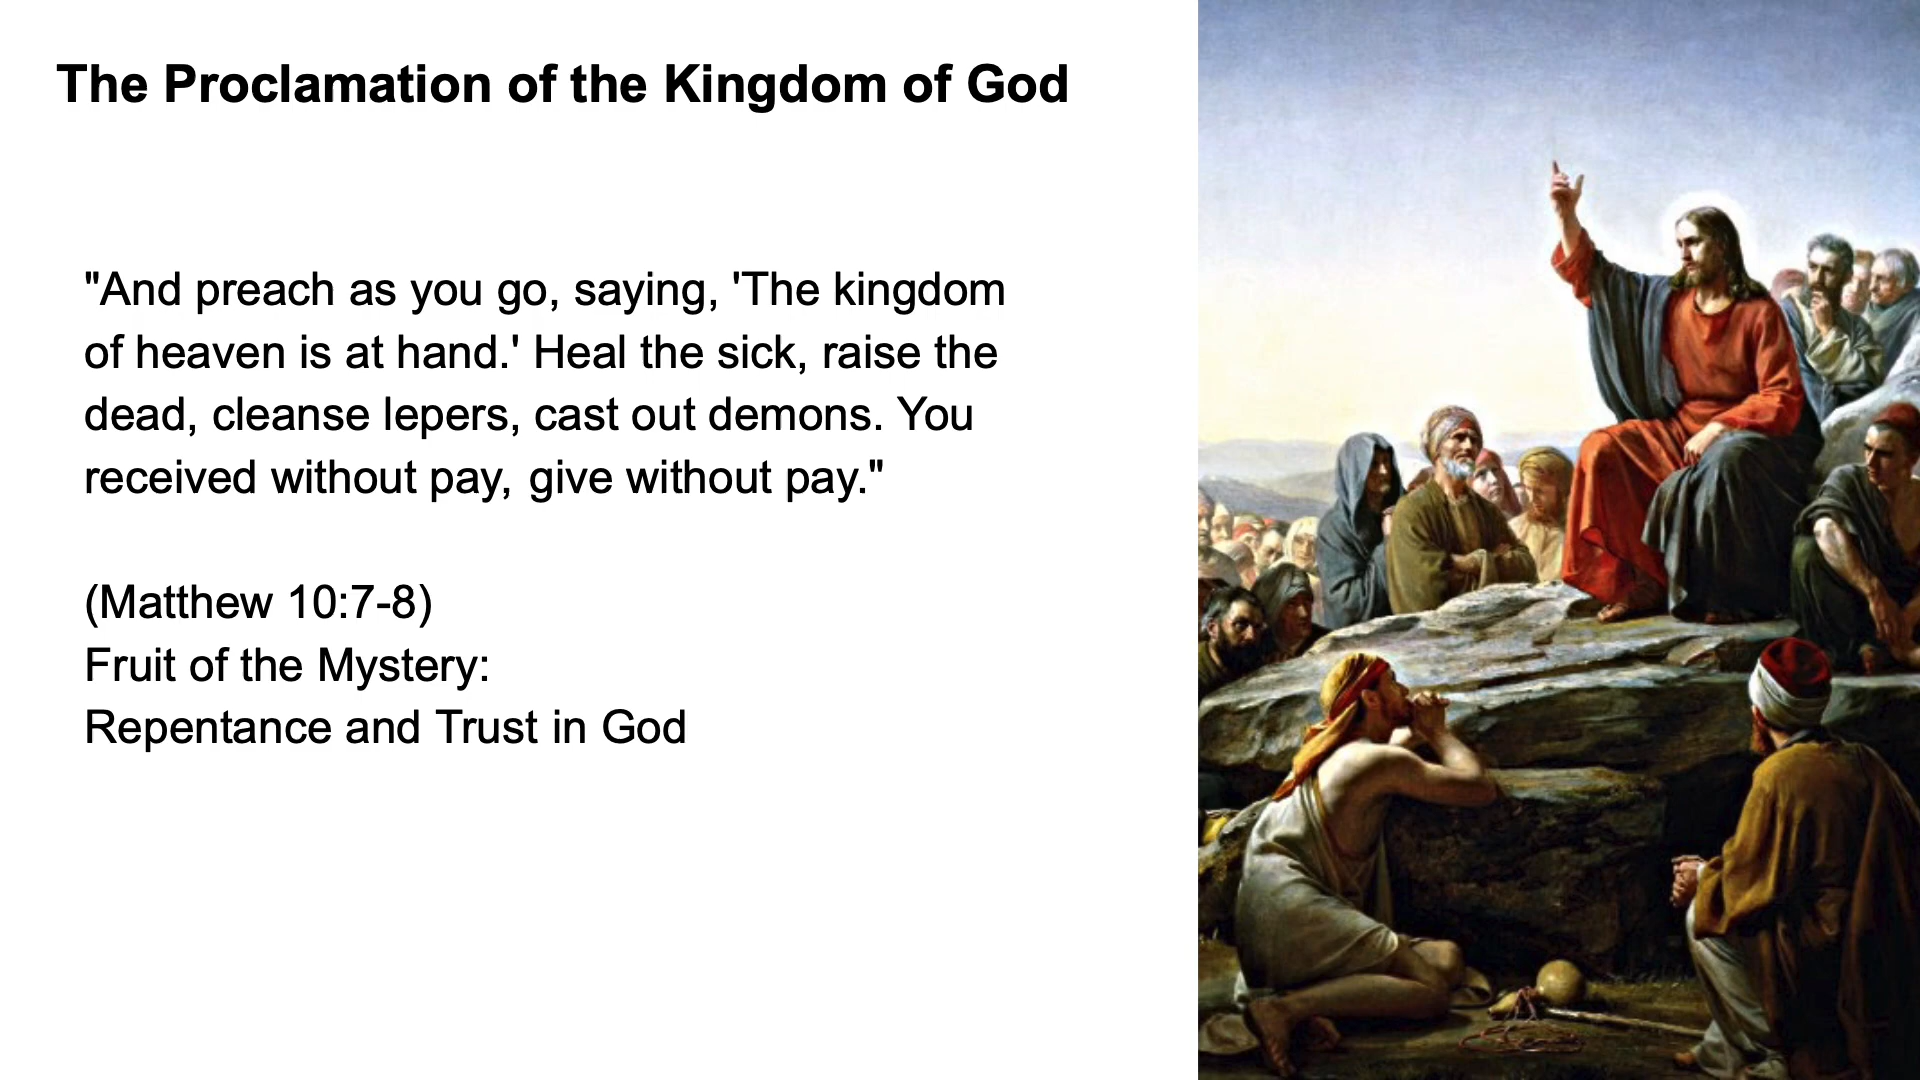 The Proclamation of the Kingdom of God
"And preach as you go, saying, 'The kingdom
of heaven is at hand.' Heal the sick, raise the
dead, cleanse lepers, cast out demons. You
received without pay, give without pay."
(Matthew 10:7-8)
Fruit of the Mystery:
Repentance and Trust in God